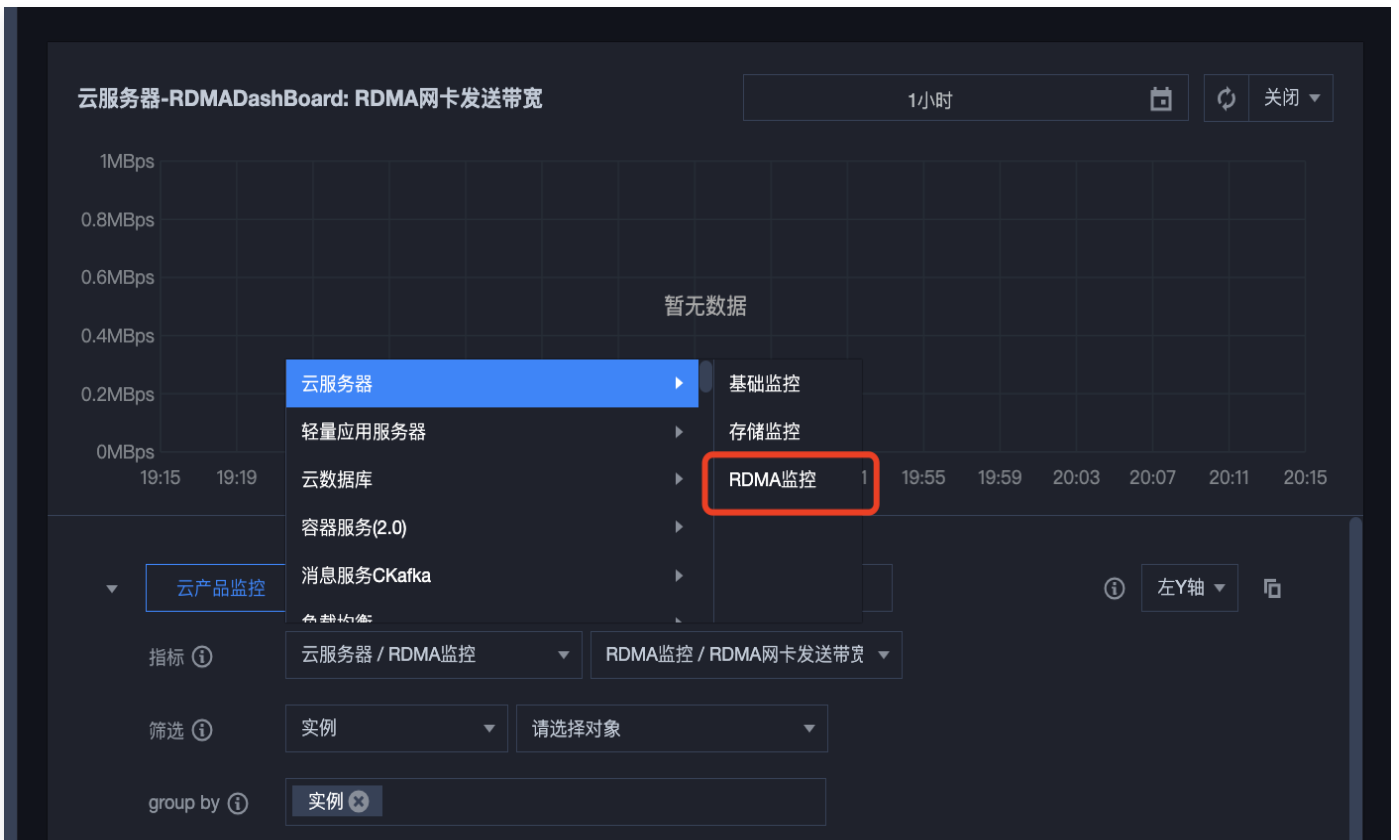 云服务器-RDMADashBoard: RDMA网卡发送带宽
1小时
关闭
1MBps
0.8MBps
0.6MBps
0.4MBps
0.2MBps
0MBps
暂无数据
19:15 19:19 19:55 19:59 20:03 20:07 20:11 20:15
云服务器
轻量应用服务器
云数据库
容器服务(2.0)
消息服务CKafka
负载均衡
基础监控
存储监控
RDMA监控
云产品监控
左Y轴
指标 云服务器 / RDMA监控 RDMA监控 / RDMA网卡发送带宽
筛选 实例 请选择对象
group by 实例